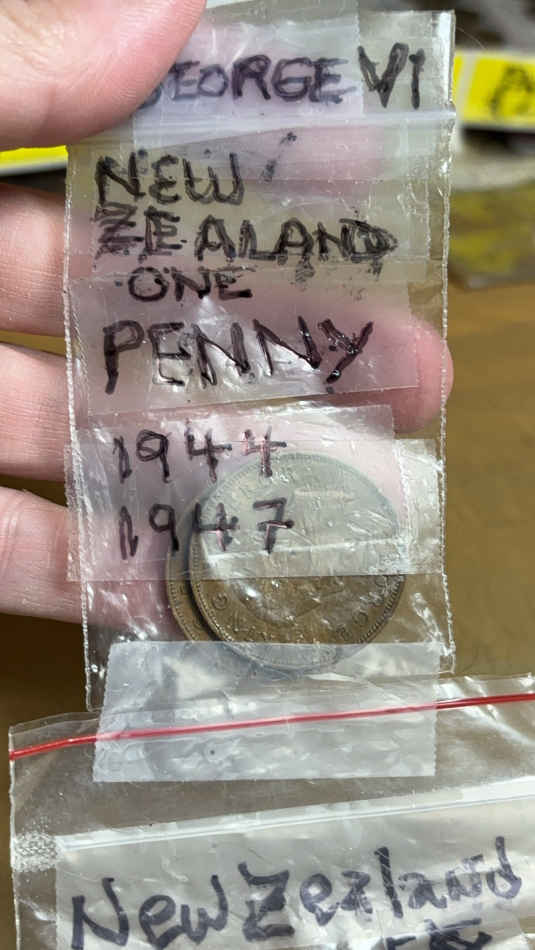 GEORGE VI
NEW
ZEALAND
ONE
PENNY
1944
1947
New Zealand